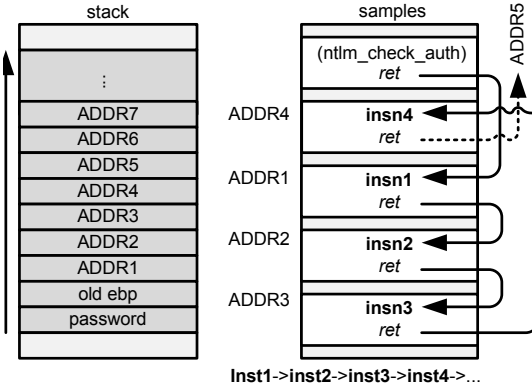 stack
⋮
ADDR7
ADDR6
ADDR5
ADDR4
ADDR3
ADDR2
ADDR1
old ebp
password
samples
(ntlm_check_auth)
ret
ADDR4
insn4
ret
ADDR1
insn1
ret
ADDR2
insn2
ret
ADDR3
insn3
ret
ADDR5
Inst1->inst2->inst3->inst4->...